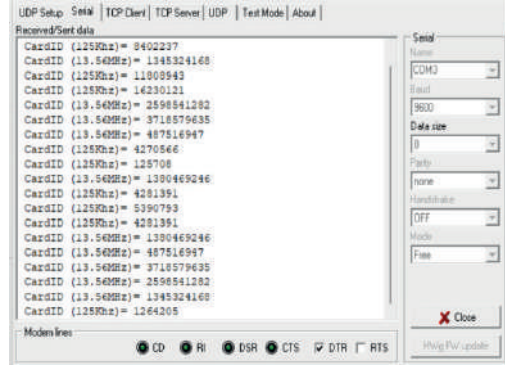 UDP Setup Serial TCP Client TCP Server UDP Test Mode About
Received/Sent data
CardID (125Khz)= 8402237
CardID (13.56MHz)= 1345324168
CardID (125Khz)= 11808943
CardID (125Khz)= 16230121
CardID (13.56MHz)= 2598541282
CardID (13.56MHz)= 3718579635
CardID (13.56MHz)= 487516947
CardID (125Khz)= 4270566
CardID (125Khz)= 125708
CardID (13.56MHz)= 1380469246
CardID (125Khz)= 4281391
CardID (125Khz)= 5390793
CardID (125Khz)= 4281391
CardID (13.56MHz)= 1380469246
CardID (13.56MHz)= 487516947
CardID (13.56MHz)= 3718579635
CardID (13.56MHz)= 2598541282
CardID (13.56MHz)= 1345324168
CardID (125Khz)= 1264205
Modem lines
CD RI DSR CTS DTR RTS
Serial
Name
COM3
Baud
9600
Data size
8
Parity
none
Handshake
OFF
Mode
Free
Close
HWg FW update